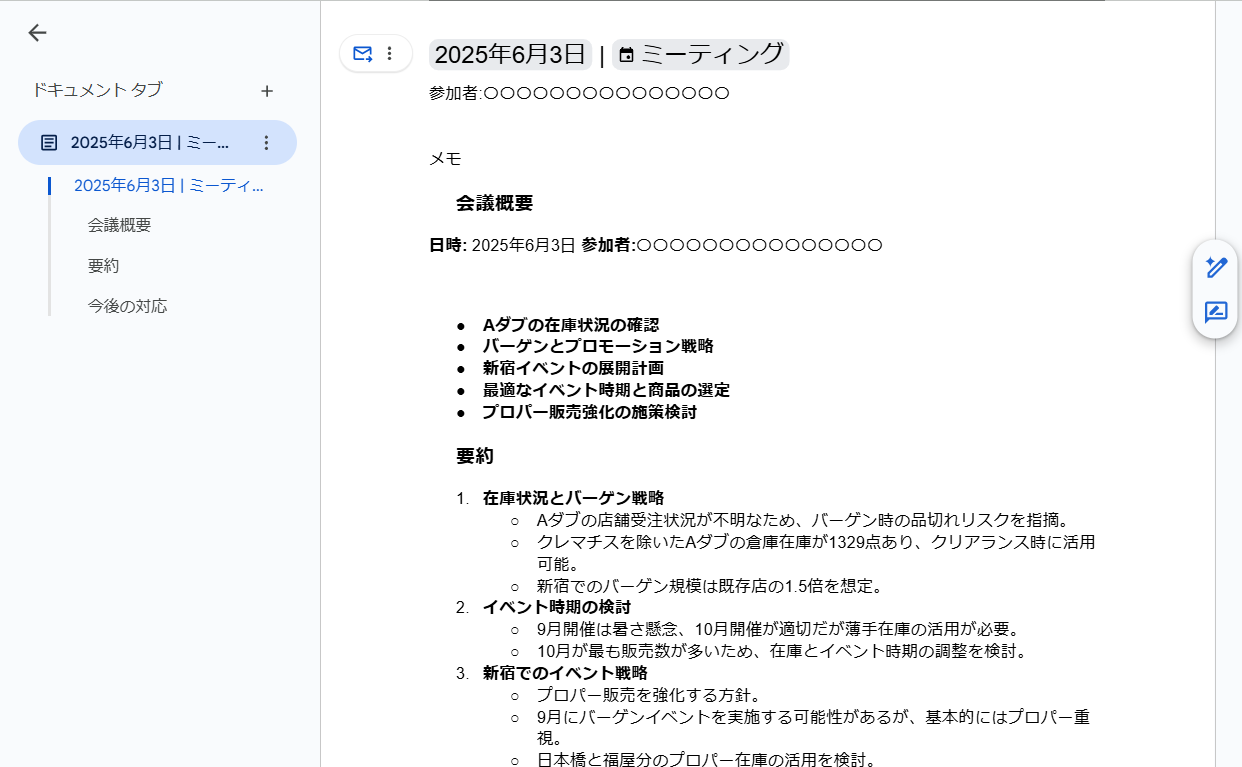 ドキュメント タブ
2025年6月3日 | ミー...
2025年6月3日 | ミーティ...
会議概要
要約
今後の対応
2025年6月3日 | ミーティング
参加者:〇〇〇〇〇〇〇〇〇〇〇〇〇〇〇
メモ
会議概要
日時: 2025年6月3日 参加者:〇〇〇〇〇〇〇〇〇〇〇〇〇〇〇
● Aダブの在庫状況の確認
● バーゲンとプロモーション戦略
● 新宿イベントの展開計画
● 最適なイベント時期と商品の選定
● プロパー販売強化の施策検討
要約
1. 在庫状況とバーゲン戦略
○ Aダブの店舗受注状況が不明なため、バーゲン時の品切れリスクを指摘。
○ クレマチスを除いたAダブの倉庫在庫が1329点あり、クリアランス時に活用
可能。
○ 新宿でのバーゲン規模は既存店の1.5倍を想定。
2. イベント時期の検討
○ 9月開催は暑さ懸念、10月開催が適切だが薄手在庫の活用が必要。
○ 10月が最も販売数が多いため、在庫とイベント時期の調整を検討。
3. 新宿でのイベント戦略
○ プロパー販売を強化する方針。
○ 9月にバーゲンイベントを実施する可能性があるが、基本的にはプロパー重
視。
○ 日本橋と福屋分のプロパー在庫の活用を検討。